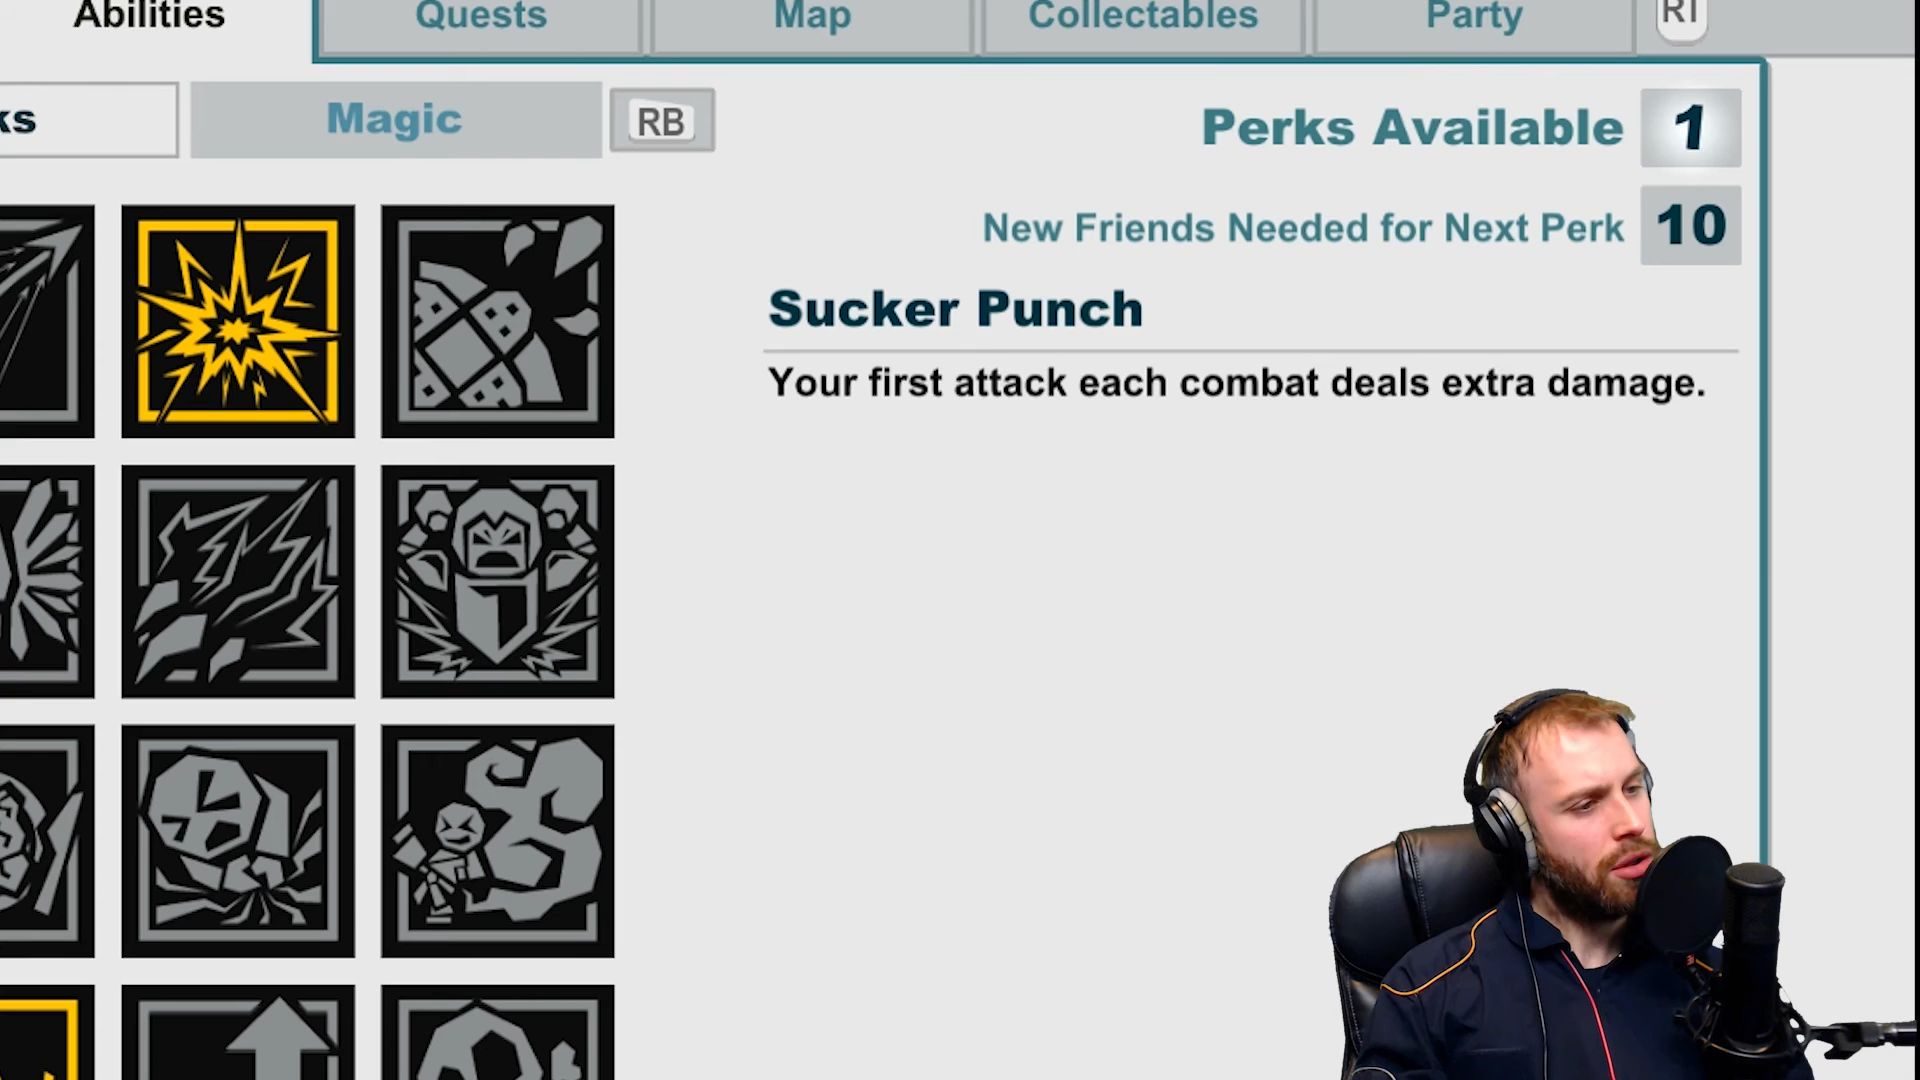 Abilities
Quests
Map
Collectables
Party
RT
ks
Magic
RB
Perks Available
1
New Friends Needed for Next Perk
10
Sucker Punch
Your first attack each combat deals extra damage.